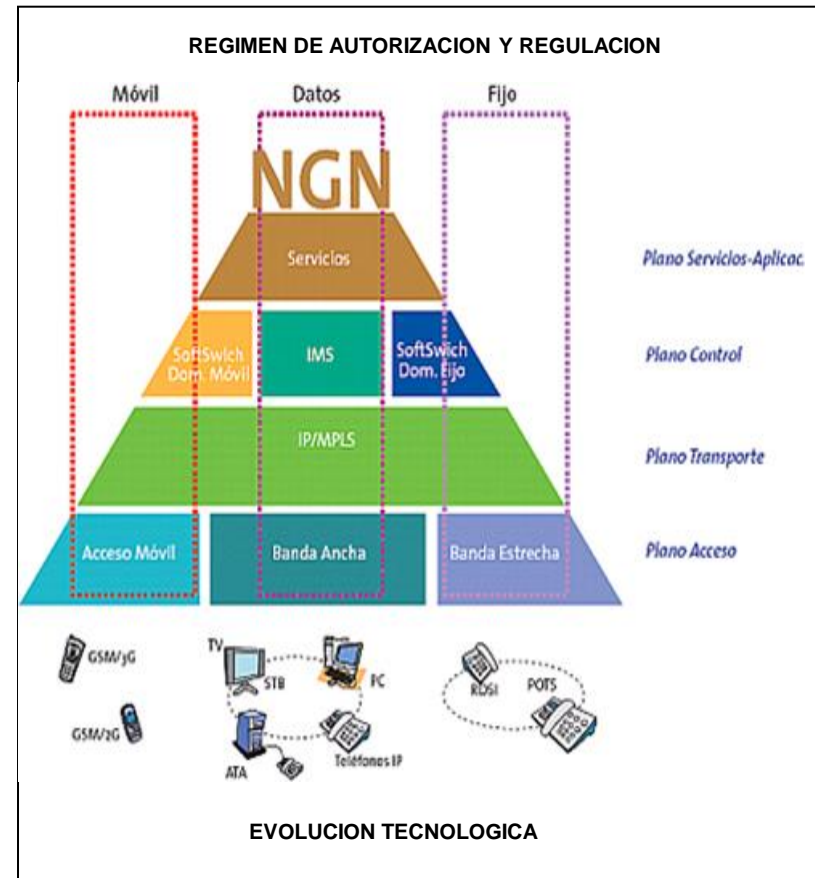 REGIMEN DE AUTORIZACION Y REGULACION
Móvil Datos Fijo
NGN
Servicios
Plano Servicios-Aplicac.
SoftSwich
Dom. Móvil
IMS
SoftSwich
Dom. Fijo
Plano Control
IP/MPLS
Plano Transporte
Acceso Móvil
Banda Ancha
Banda Estrecha
Plano Acceso
GSM/3G
TV
STB
PC
RDSI
POTS
GSM/2G
ATA
Teléfonos IP
EVOLUCION TECNOLOGICA